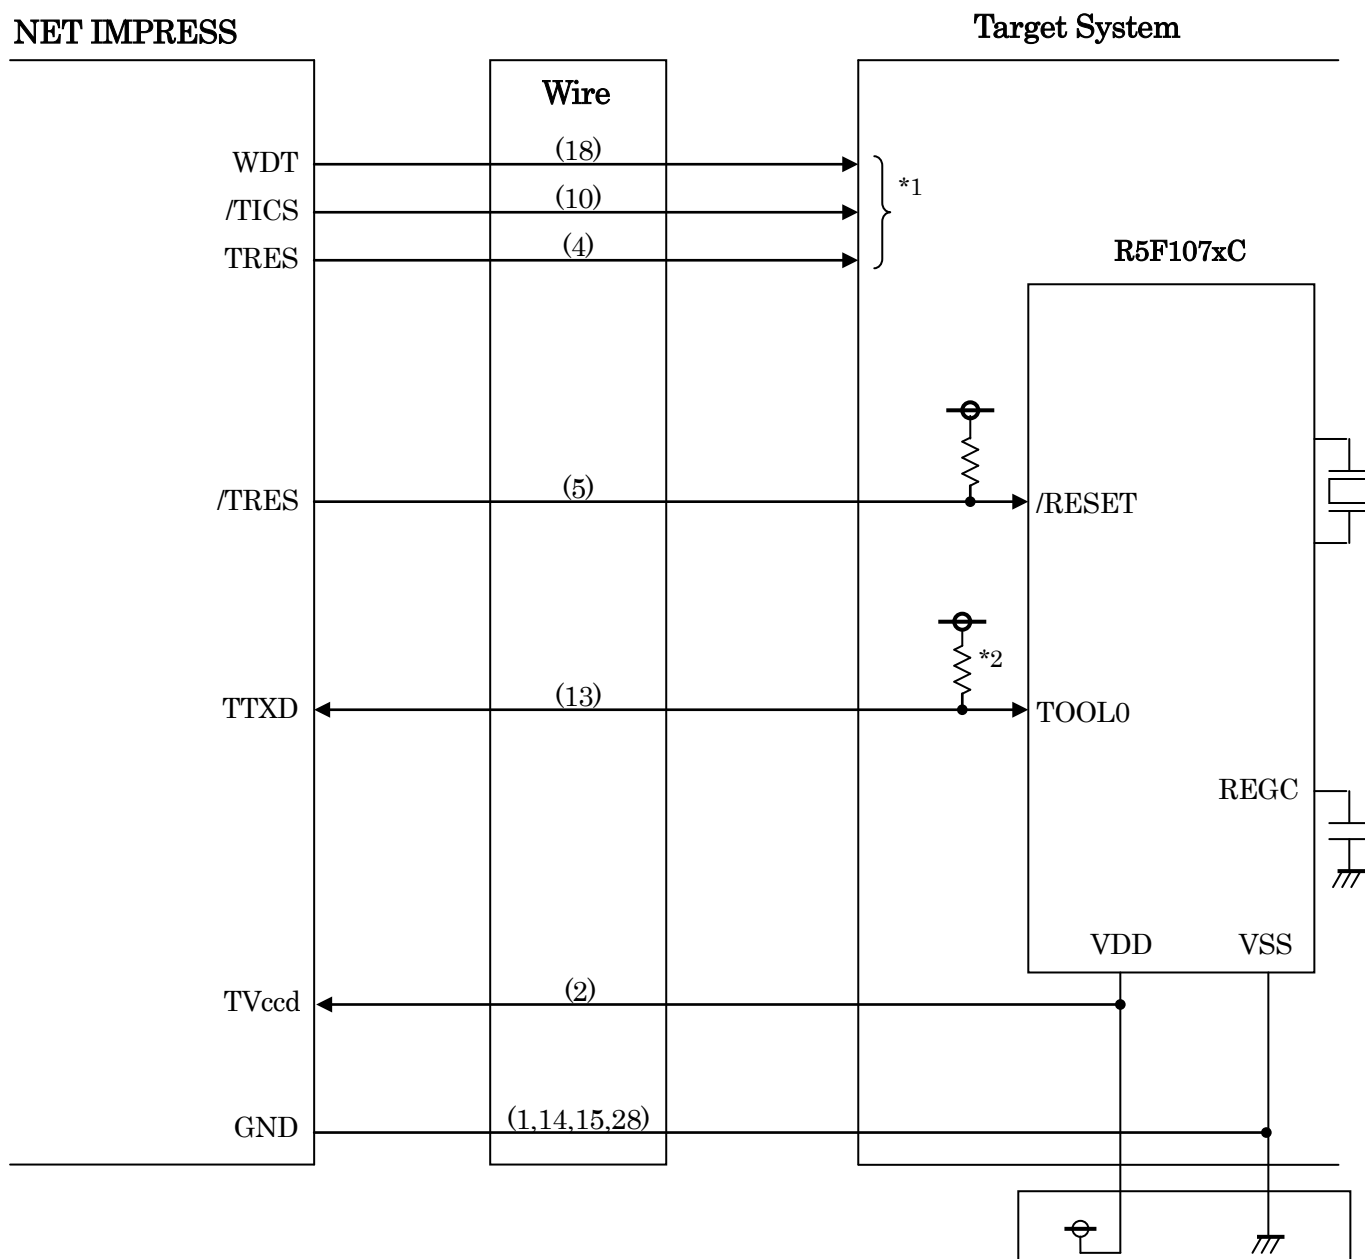 NET IMPRESS
Target System
Wire
WDT
(18)
*1
/TICS
(10)
TRES
(4)
R5F107xC
/TRES
(5)
/RESET
*2
TTXD
(13)
TOOL0
REGC
VDD
VSS
TVccd
(2)
GND
(1,14,15,28)